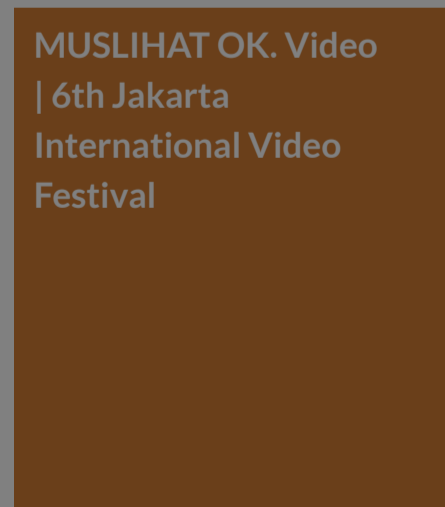 MUSLIHAT OK. Video
| 6th Jakarta
International Video
Festival